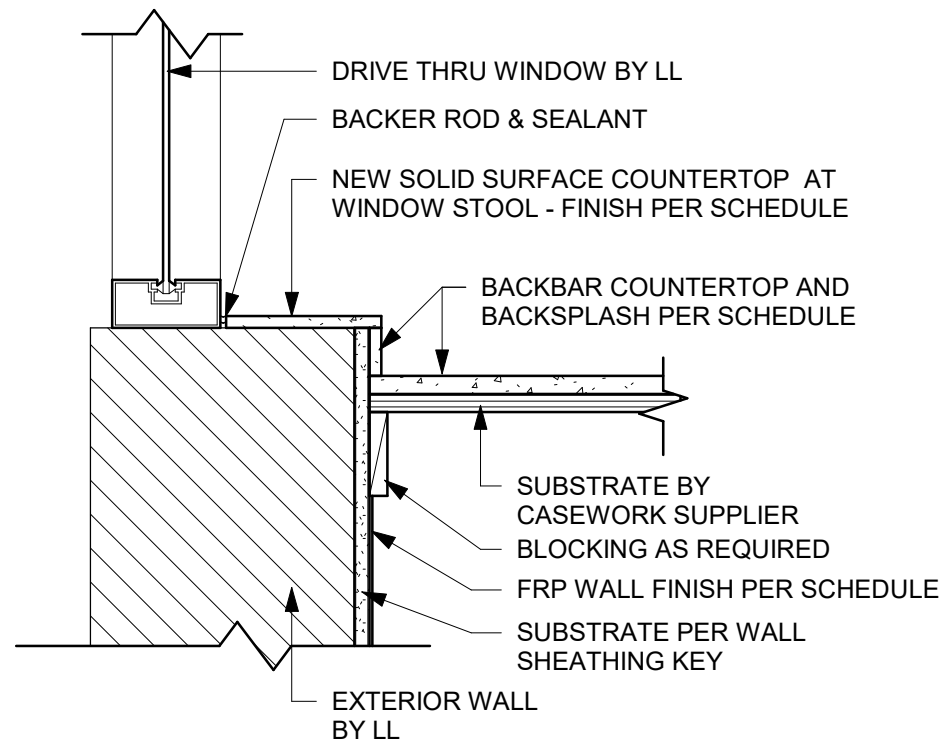 DRIVE THRU WINDOW BY LL
BACKER ROD & SEALANT
NEW SOLID SURFACE COUNTERTOP AT
WINDOW STOOL - FINISH PER SCHEDULE
BACKBAR COUNTERTOP AND
BACKSPLASH PER SCHEDULE
SUBSTRATE BY
CASEWORK SUPPLIER
BLOCKING AS REQUIRED
FRP WALL FINISH PER SCHEDULE
SUBSTRATE PER WALL
SHEATHING KEY
EXTERIOR WALL
BY LL